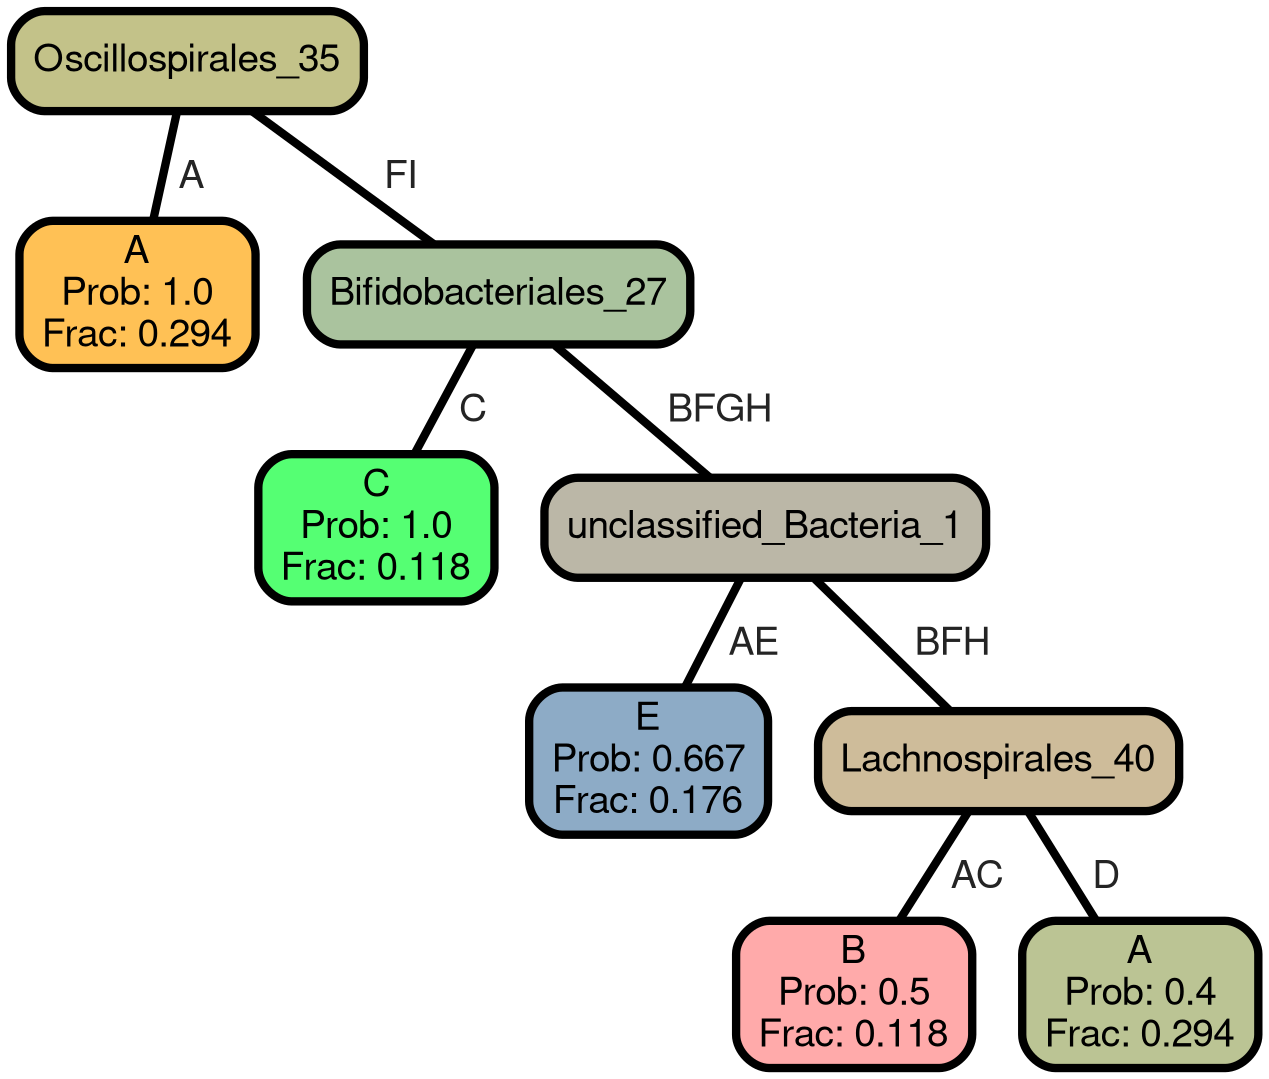 Oscillospirales_35
A
FI
A
Prob: 1.0
Frac: 0.294
Bifidobacteriales_27
C
BFGH
C
Prob: 1.0
Frac: 0.118
unclassified_Bacteria_1
AE
BFH
E
Prob: 0.667
Frac: 0.176
Lachnospirales_40
AC
D
B
Prob: 0.5
Frac: 0.118
A
Prob: 0.4
Frac: 0.294